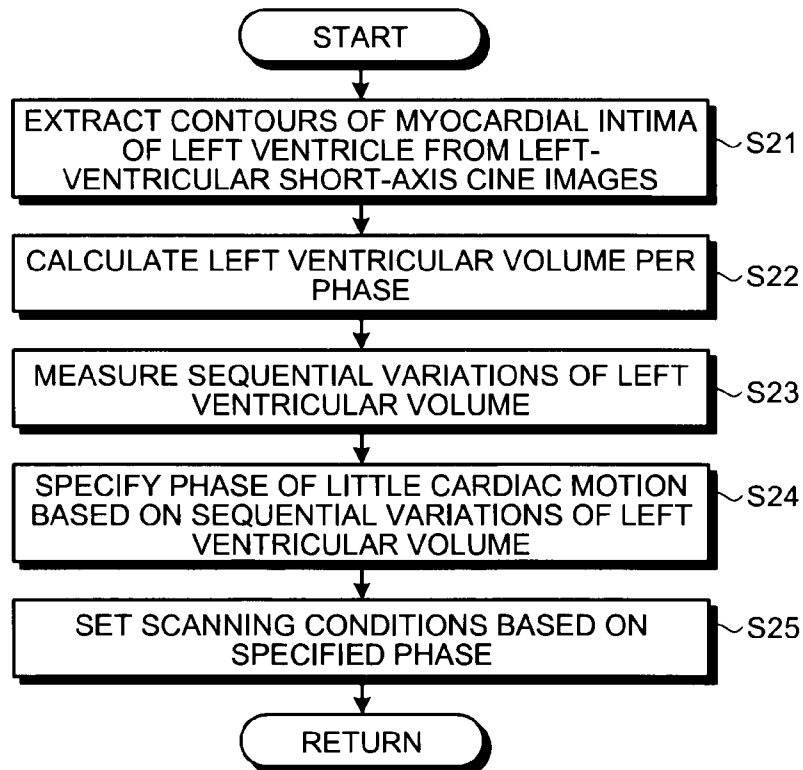 START
EXTRACT CONTOURS OF MYOCARDIAL INTIMA
OF LEFT VENTRICLE FROM LEFT-
VENTRICULAR SHORT-AXIS CINE IMAGES
S21
CALCULATE LEFT VENTRICULAR VOLUME PER
PHASE
S22
MEASURE SEQUENTIAL VARIATIONS OF LEFT
VENTRICULAR VOLUME
S23
SPECIFY PHASE OF LITTLE CARDIAC MOTION
BASED ON SEQUENTIAL VARIATIONS OF LEFT
VENTRICULAR VOLUME
S24
SET SCANNING CONDITIONS BASED ON
SPECIFIED PHASE
S25
RETURN